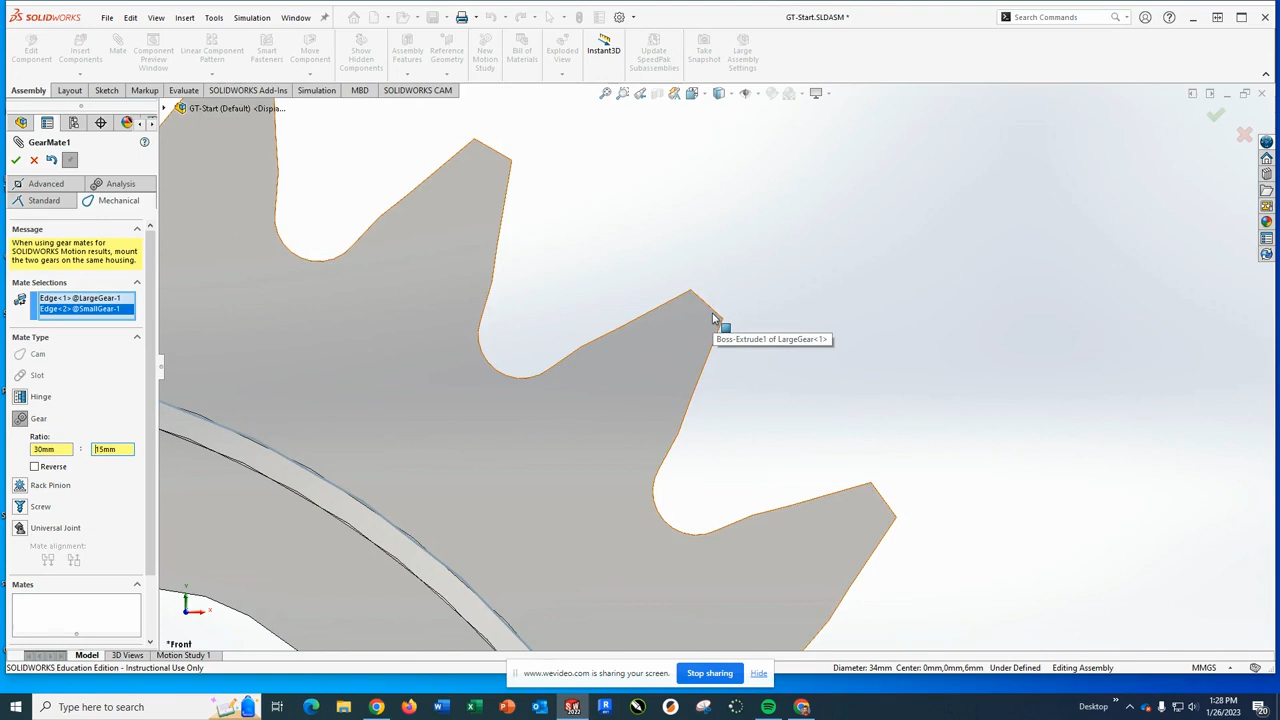 SOLIDWORKS File Edit View Insert Tools Simulation Window GT-Start.SLDASM * Search Commands
Edit Component
Insert Components
Mate
Component Preview Window
Linear Component Pattern
Smart Fasteners
Move Component
Show Hidden Components
Assembly Features
Reference Geometry
New Motion Study
Bill of Materials
Exploded View
Instant3D
Update SpeedPak Subassemblies
Take Snapshot
Large Assembly Settings
Assembly Layout Sketch Markup Evaluate SOLIDWORKS Add-Ins Simulation MBD SOLIDWORKS CAM
GT-Start (Default) <Displa...
GearMate1
Advanced Analysis
Standard Mechanical
Message
When using gear mates for
SOLIDWORKS Motion results, mount
the two gears on the same housing.
Mate Selections
Edge<1>@LargeGear-1
Edge<2>@SmallGear-1
Mate Type
Cam
Slot
Hinge
Gear
Ratio:
30mm : 15mm
Reverse
Rack Pinion
Screw
Universal Joint
Mate alignment:
Mates
Boss-Extrude1 of LargeGear<1>
Y
X
*Front
Model 3D Views Motion Study 1
SOLIDWORKS Education Edition - Instructional Use Only Diameter: 34mm Center: 0mm,0mm,6mm Under Defined Editing Assembly MMGS
www.wevideo.com is sharing your screen. Stop sharing Hide
Type here to search Desktop 1:28 PM
1/26/2023
20